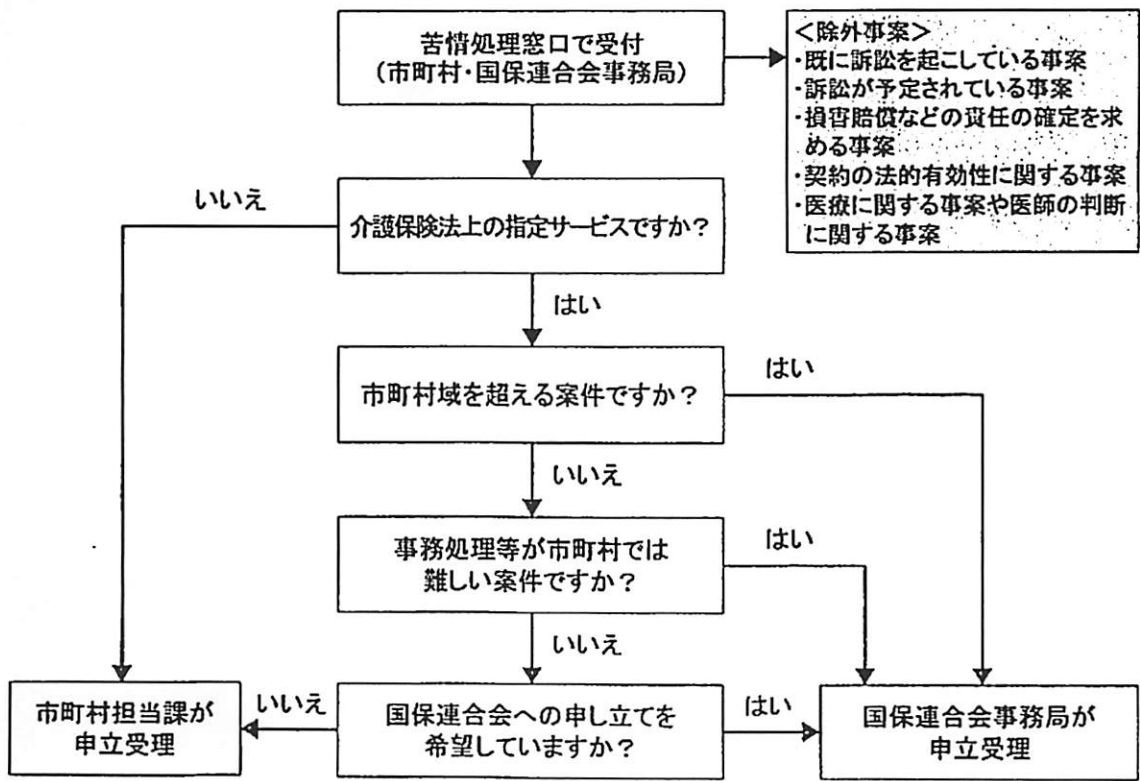 苦情処理窓口で受付
(市町村・国保連合会事務局)
＜除外事案＞
・既に訴訟を起こしている事案
・訴訟が予定されている事案
・損害賠償などの責任の確定を求
める事案
・契約の法的有効性に関する事案
・医療に関する事案や医師の判断
に関する事案
いいえ
介護保険法上の指定サービスですか？
はい
市町村域を超える案件ですか？
はい
いいえ
事務処理等が市町村では
難しい案件ですか？
はい
いいえ
市町村担当課が
申立受理
いいえ
国保連合会への申し立てを
希望していますか？
はい
国保連合会事務局が
申立受理